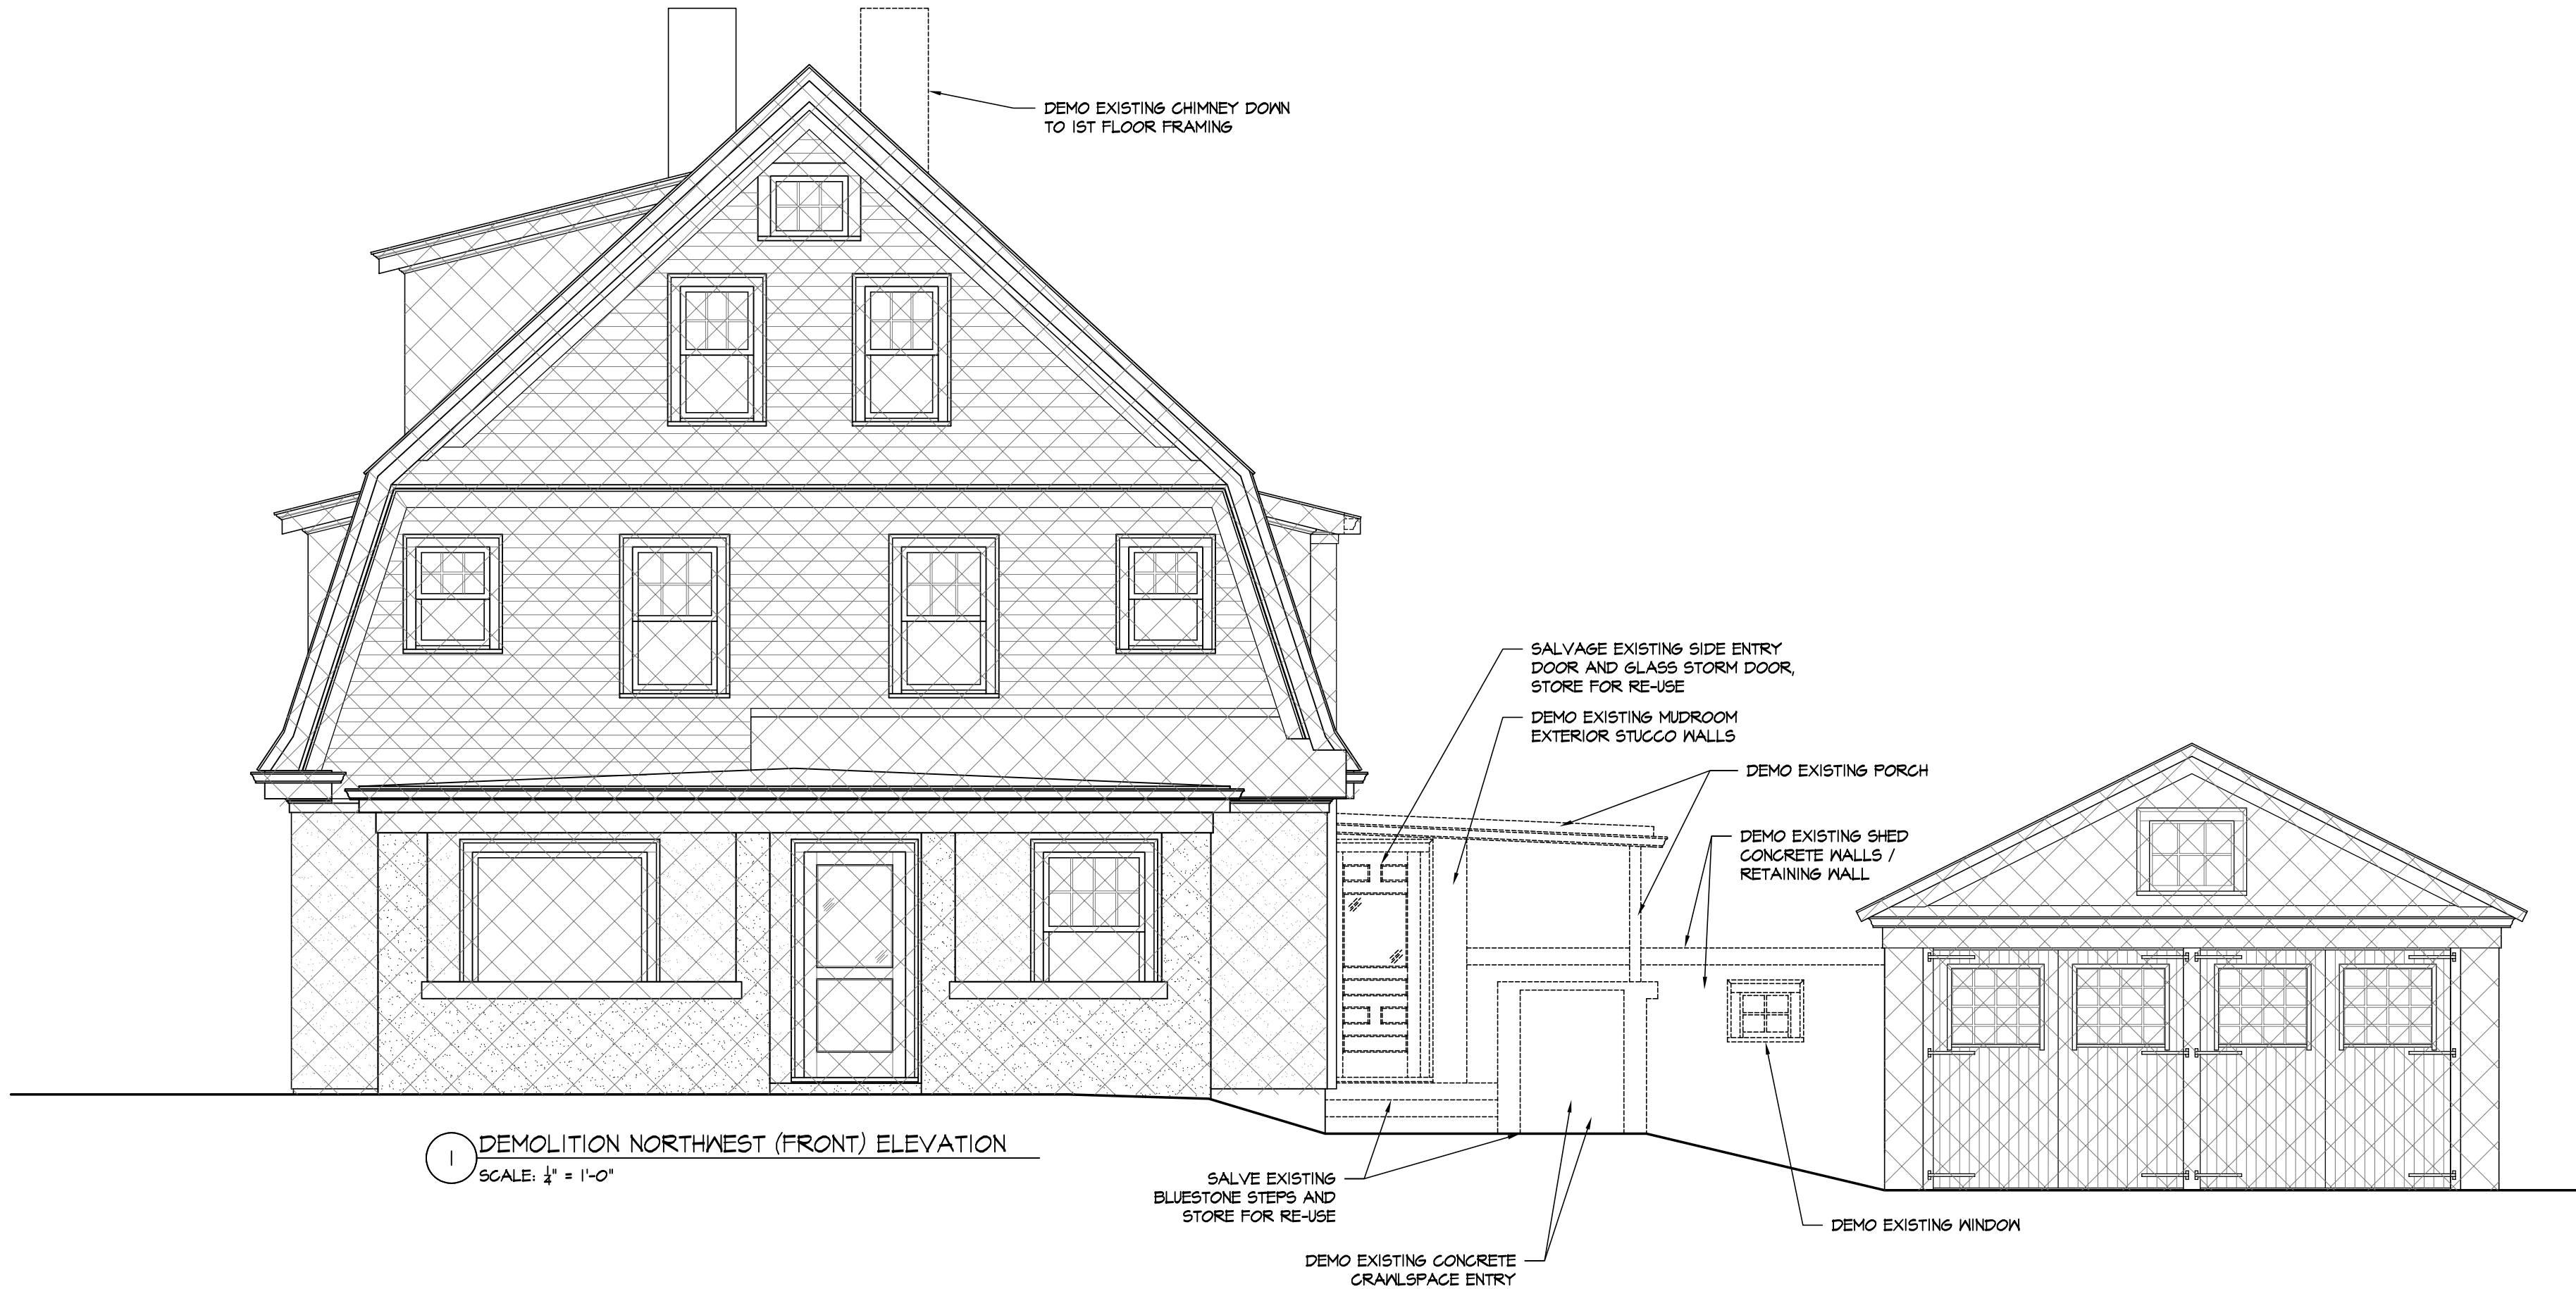 DEMO EXISTING CHIMNEY DOWN
TO 1ST FLOOR FRAMING
SALVAGE EXISTING SIDE ENTRY
DOOR AND GLASS STORM DOOR,
STORE FOR RE-USE
DEMO EXISTING MUDROOM
EXTERIOR STUCCO WALLS
DEMO EXISTING PORCH
DEMO EXISTING SHED
CONCRETE WALLS /
RETAINING WALL
1
DEMOLITION NORTHWEST (FRONT) ELEVATION
SCALE: ¼" = 1'-0"
SALVE EXISTING
BLUESTONE STEPS AND
STORE FOR RE-USE
DEMO EXISTING WINDOW
DEMO EXISTING CONCRETE
CRAWLSPACE ENTRY